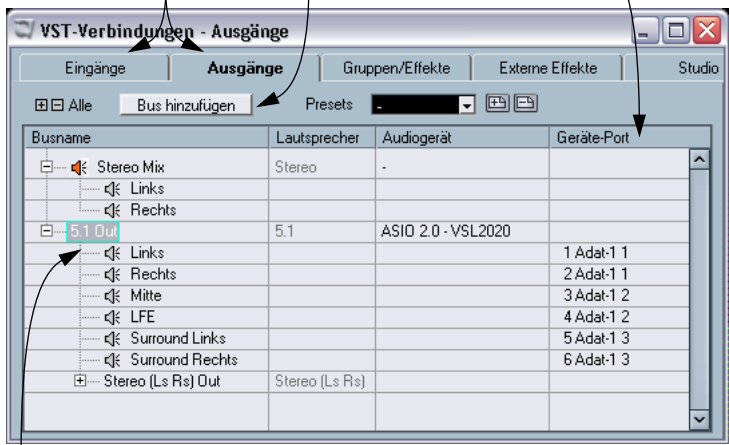 VST-Verbindungen - Ausgänge
Eingänge Ausgänge Gruppen/Effekte Externe Effekte Studio
Alle Bus hinzufügen Presets -
Busname Lautsprecher Audiogerät Geräte-Port
Stereo Mix Stereo -
Links
Rechts
5.1 Out 5.1 ASIO 2.0 - VSL2020
Links 1 Adat-1 1
Rechts 2 Adat-1 1
Mitte 3 Adat-1 2
LFE 4 Adat-1 2
Surround Links 5 Adat-1 3
Surround Rechts 6 Adat-1 3
Stereo (Ls Rs) Out Stereo (Ls Rs)